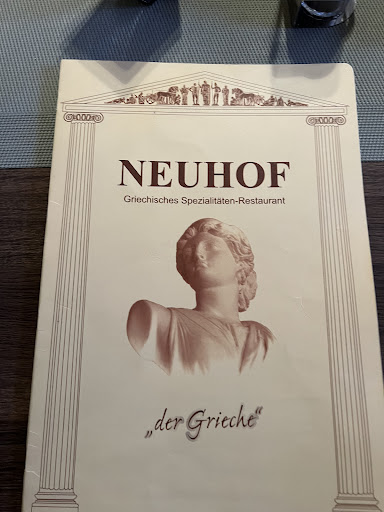 NEUHOF
Griechisches Spezialitäten-Restaurant
„der Grieche“